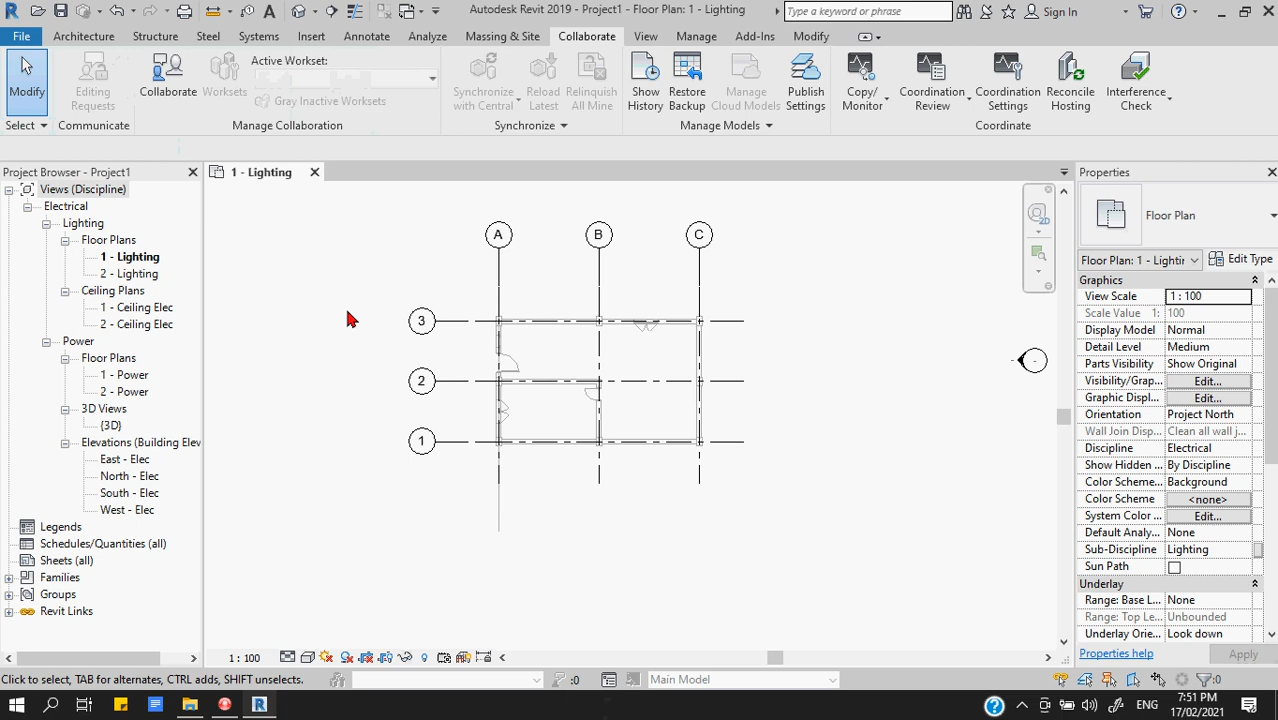 Autodesk Revit 2019 - Project1 - Floor Plan: 1 - Lighting
Type a keyword or phrase
Sign In
File Architecture Structure Steel Systems Insert Annotate Analyze Massing & Site Collaborate View Manage Add-Ins Modify
Modify
Select
Editing Requests
Communicate
Collaborate
Worksets
Active Workset:
Gray Inactive Worksets
Manage Collaboration
Synchronize with Central
Reload Latest
Relinquish All Mine
Synchronize
Show History
Restore Backup
Manage Cloud Models
Publish Settings
Manage Models
Copy/ Monitor
Coordination Review
Coordination Settings
Reconcile Hosting
Interference Check
Coordinate
Project Browser - Project1
Views (Discipline)
Electrical
Lighting
Floor Plans
1 - Lighting
2 - Lighting
Ceiling Plans
1 - Ceiling Elec
2 - Ceiling Elec
Power
Floor Plans
1 - Power
2 - Power
3D Views
{3D}
Elevations (Building Elev
East - Elec
North - Elec
South - Elec
West - Elec
Legends
Schedules/Quantities (all)
Sheets (all)
Families
Groups
Revit Links
1 - Lighting
A B C
3
2
1
2D
Properties
Floor Plan
Floor Plan: 1 - Lightir
Edit Type
Graphics
View Scale 1 : 100
Scale Value 1: 100
Display Model Normal
Detail Level Medium
Parts Visibility Show Original
Visibility/Grap... Edit...
Graphic Displ... Edit...
Orientation Project North
Wall Join Disp... Clean all wall j...
Discipline Electrical
Show Hidden ... By Discipline
Color Scheme... Background
Color Scheme <none>
System Color ... Edit...
Default Analy... None
Sub-Discipline Lighting
Sun Path
Underlay
Range: Base L... None
Range: Top Le... Unbounded
Underlay Orie... Look down
Properties help
Apply
1 : 100
Click to select, TAB for alternates, CTRL adds, SHIFT unselects.
:0
Main Model
:0
ENG
7:51 PM
17/02/2021